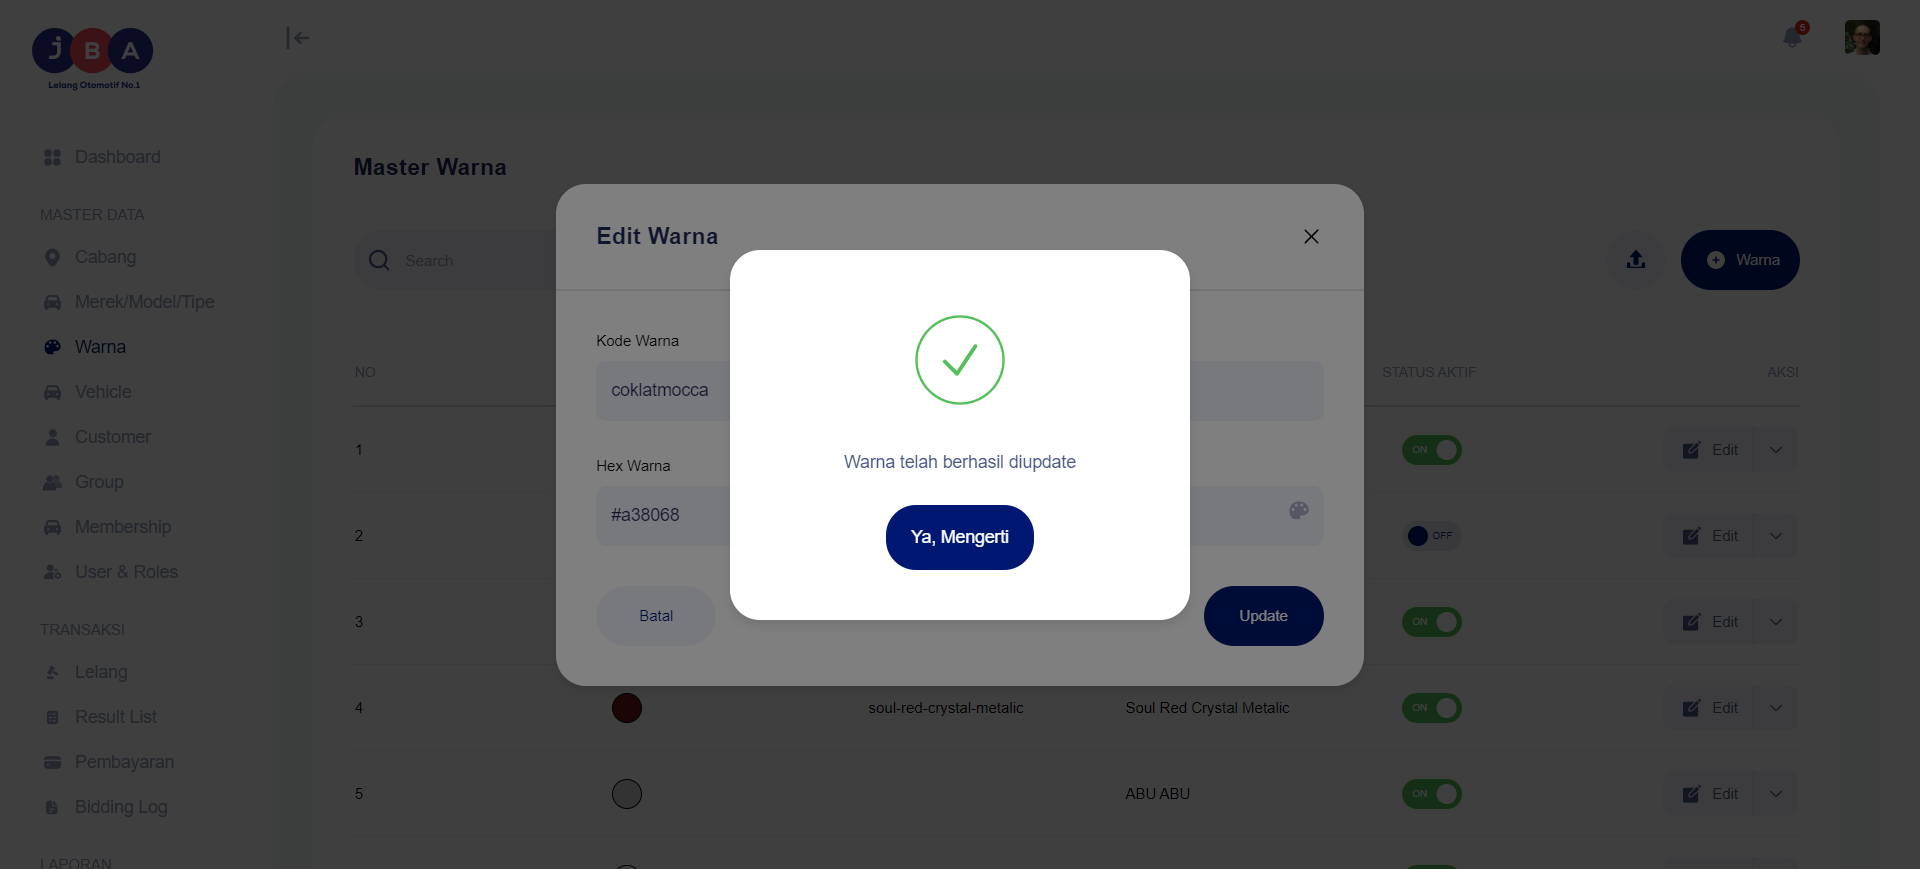 JBA
Lelang Otomotif No.1
5
Dashboard
MASTER DATA
Cabang
Merek/Model/Tipe
Warna
Vehicle
Customer
Group
Membership
User & Roles
TRANSAKSI
Lelang
Result List
Pembayaran
Bidding Log
LAPORAN
Master Warna
Search
Warna
NO
STATUS AKTIF
AKSI
1
ON
Edit
2
OFF
Edit
3
ON
Edit
4
soul-red-crystal-metalic
Soul Red Crystal Metalic
ON
Edit
5
ABU ABU
ON
Edit
Edit Warna
Kode Warna
coklatmocca
Hex Warna
#a38068
Batal
Update
Warna telah berhasil diupdate
Ya, Mengerti